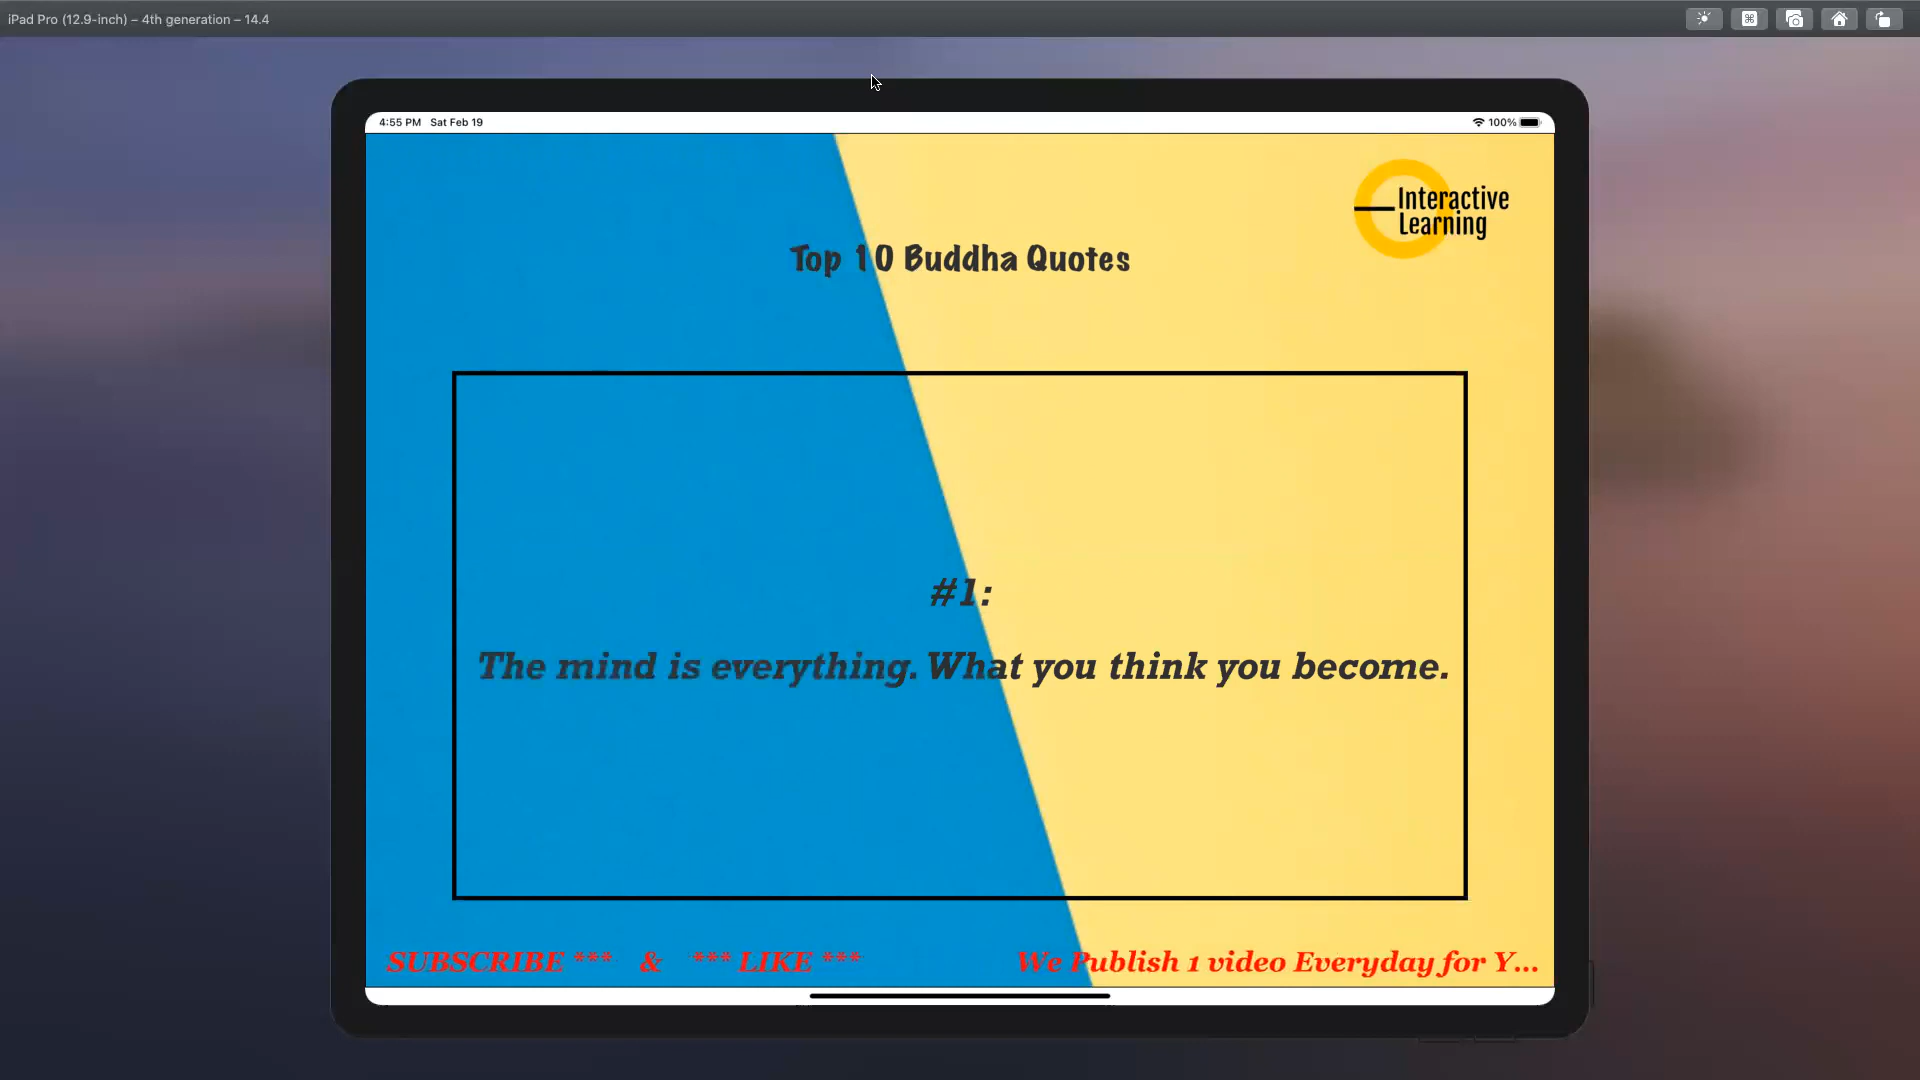 iPad Pro (12.9-inch) – 4th generation – 14.4
4:55 PM Sat Feb 19
100%
Interactive
Learning
Top 10 Buddha Quotes
#1:
The mind is everything. What you think you become.
SUBSCRIBE *** & *** LIKE ***
We Publish 1 video Everyday for Y...